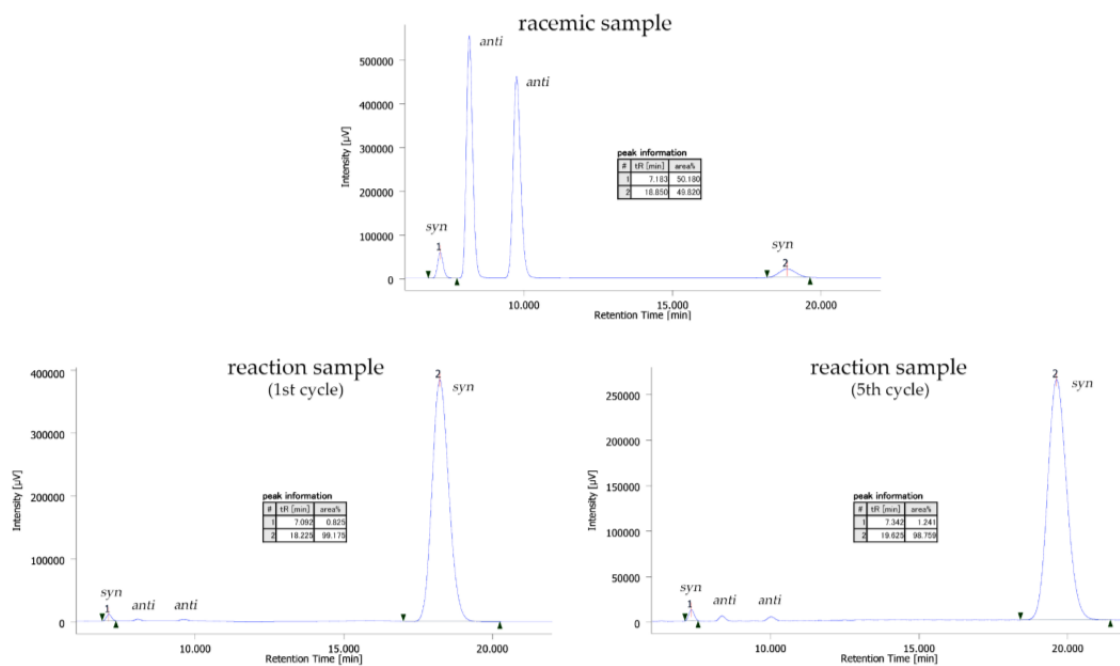 racemic sample
anti
anti
syn
1
syn
2
500000
400000
300000
200000
100000
0
Intensity [µV]
10.000 15.000 20.000
Retention Time [min]
peak information
# tR [min] area%
1 7.183 50.180
2 18.850 49.820
reaction sample
(1st cycle)
2
syn
400000
300000
200000
100000
0
Intensity [µV]
peak information
# tR [min] area%
1 7.092 0.825
2 18.225 99.175
syn
1
anti
anti
10.000 15.000 20.000
Retention Time [min]
reaction sample
(5th cycle)
2
syn
250000
200000
150000
100000
50000
0
Intensity [µV]
peak information
# tR [min] area%
1 7.342 1.241
2 19.625 98.759
syn
1
anti
anti
10.000 15.000 20.000
Retention Time [min]